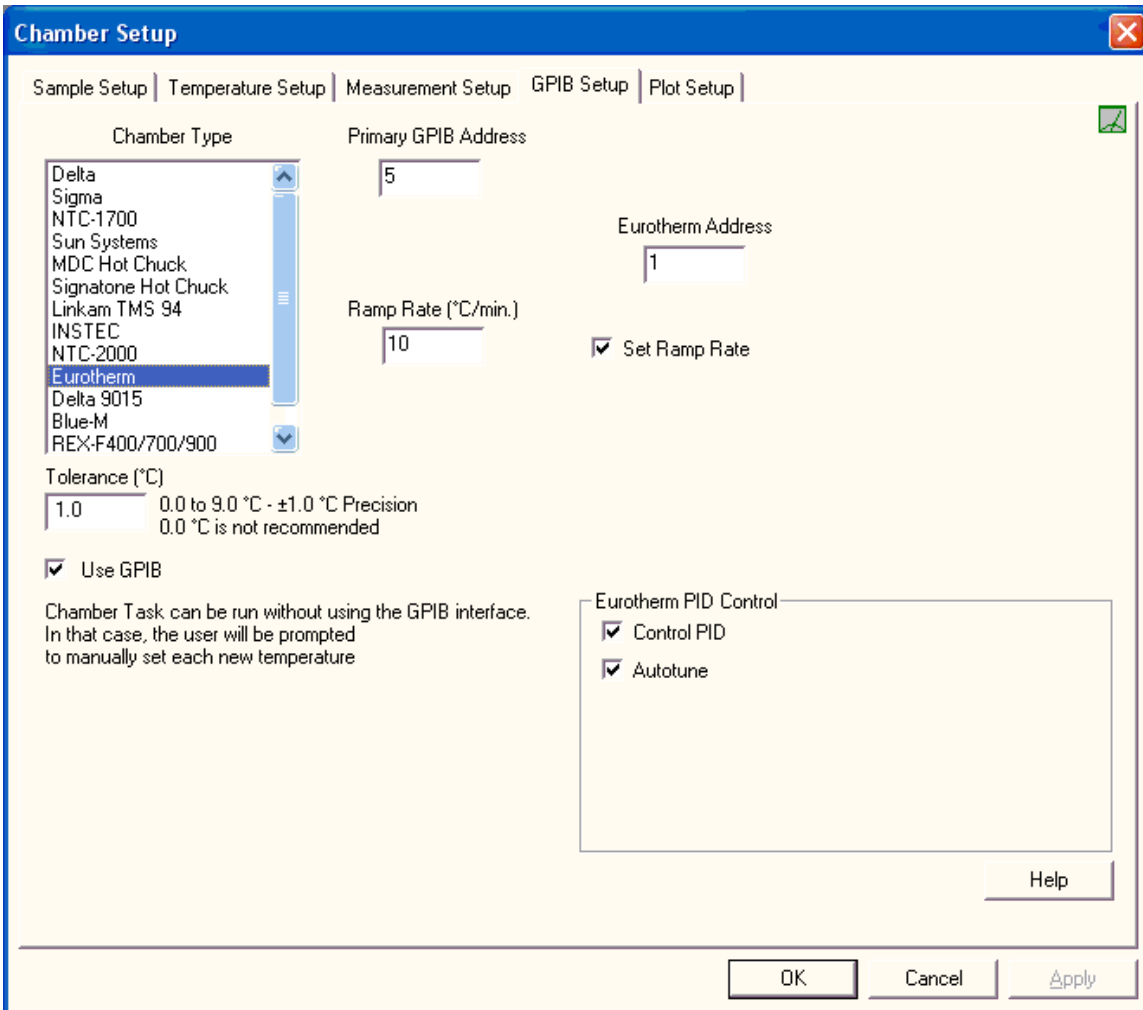 Chamber Setup
Sample Setup
Temperature Setup
Measurement Setup
GPIB Setup
Plot Setup
Chamber Type
Primary GPIB Address
Delta
Sigma
NTC-1700
Sun Systems
MDC Hot Chuck
Signatone Hot Chuck
Linkam TMS 94
INSTEC
NTC-2000
Eurotherm
Delta 9015
Blue-M
REX-F400/700/900
5
Eurotherm Address
1
Ramp Rate (°C/min.)
10
Set Ramp Rate
Tolerance (°C)
1.0
0.0 to 9.0 °C - ±1.0 °C Precision
0.0 °C is not recommended
Use GPIB
Chamber Task can be run without using the GPIB interface.
In that case, the user will be prompted
to manually set each new temperature
Eurotherm PID Control
Control PID
Autotune
Help
OK
Cancel
Apply